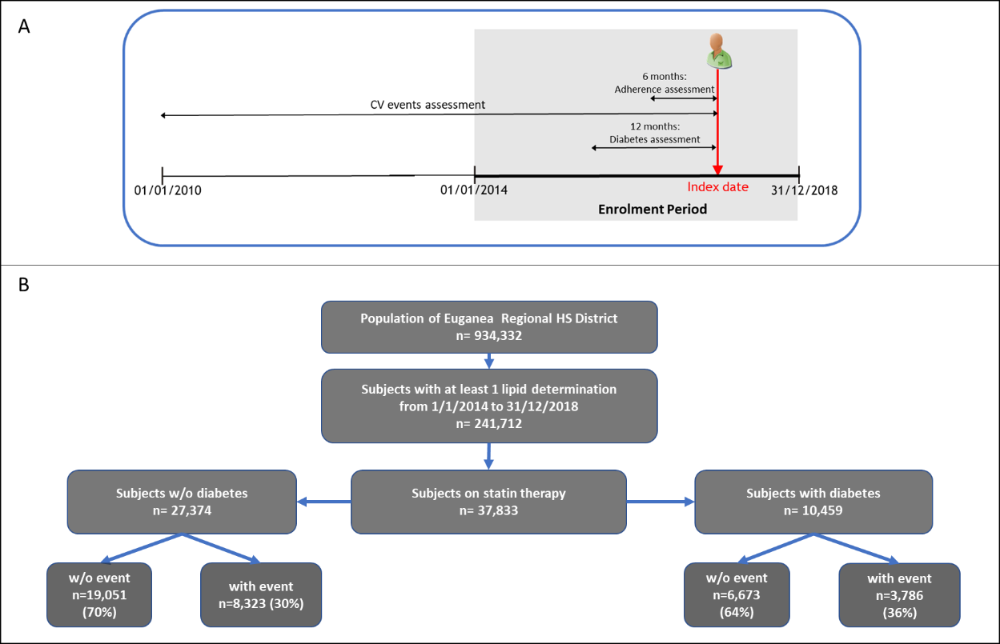 A
6 months:
Adherence assessment
CV events assessment
12 months:
Diabetes assessment
01/01/2010
01/01/2014
Index date
31/12/2018
Enrolment Period
B
Population of Euganea Regional HS District
n= 934,332
Subjects with at least 1 lipid determination
from 1/1/2014 to 31/12/2018
n= 241,712
Subjects w/o diabetes
n= 27,374
Subjects on statin therapy
n= 37,833
Subjects with diabetes
n= 10,459
w/o event
n=19,051
(70%)
with event
n=8,323 (30%)
w/o event
n=6,673
(64%)
with event
n=3,786
(36%)